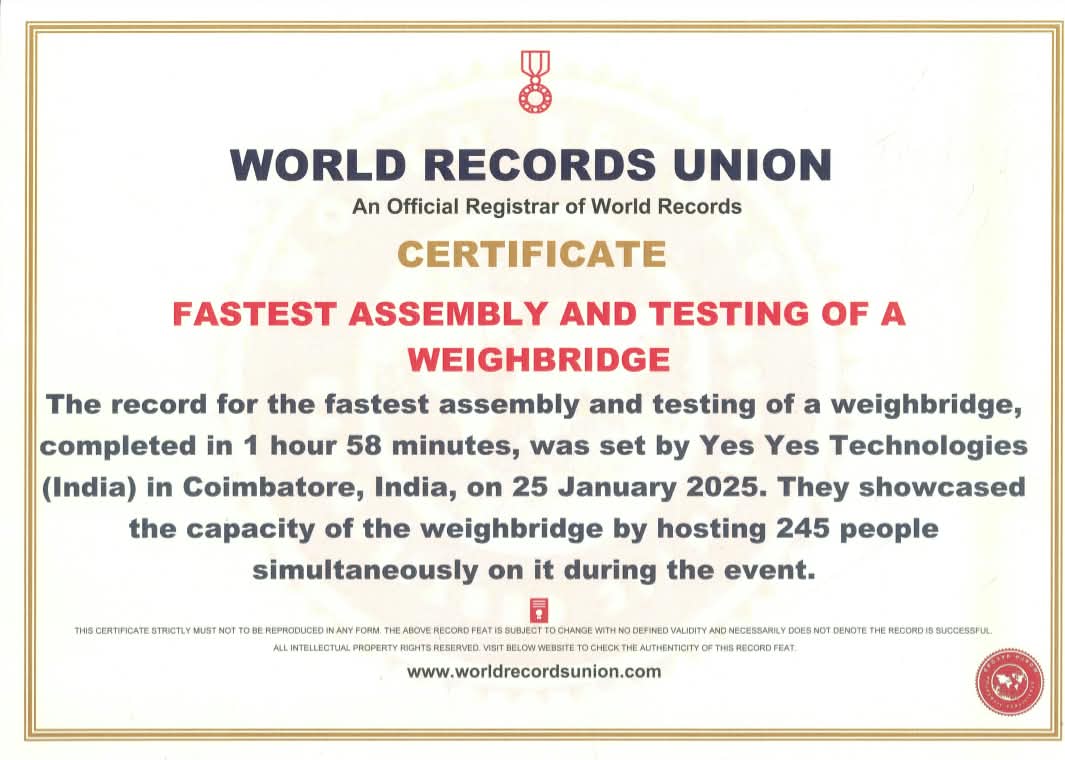 WORLD RECORDS UNION
An Official Registrar of World Records
CERTIFICATE
FASTEST ASSEMBLY AND TESTING OF A
WEIGHBRIDGE
The record for the fastest assembly and testing of a weighbridge,
completed in 1 hour 58 minutes, was set by Yes Yes Technologies
(India) in Coimbatore, India, on 25 January 2025. They showcased
the capacity of the weighbridge by hosting 245 people
simultaneously on it during the event.
THIS CERTIFICATE STRICTLY MUST NOT TO BE REPRODUCED IN ANY FORM. THE ABOVE RECORD FEAT IS SUBJECT TO CHANGE WITH NO DEFINED VALIDITY AND NECESSARILY DOES NOT DENOTE THE RECORD IS SUCCESSFUL.
ALL INTELLECTUAL PROPERTY RIGHTS RESERVED. VISIT BELOW WEBSITE TO CHECK THE AUTHENTICITY OF THIS RECORD FEAT.
www.worldrecordsunion.com